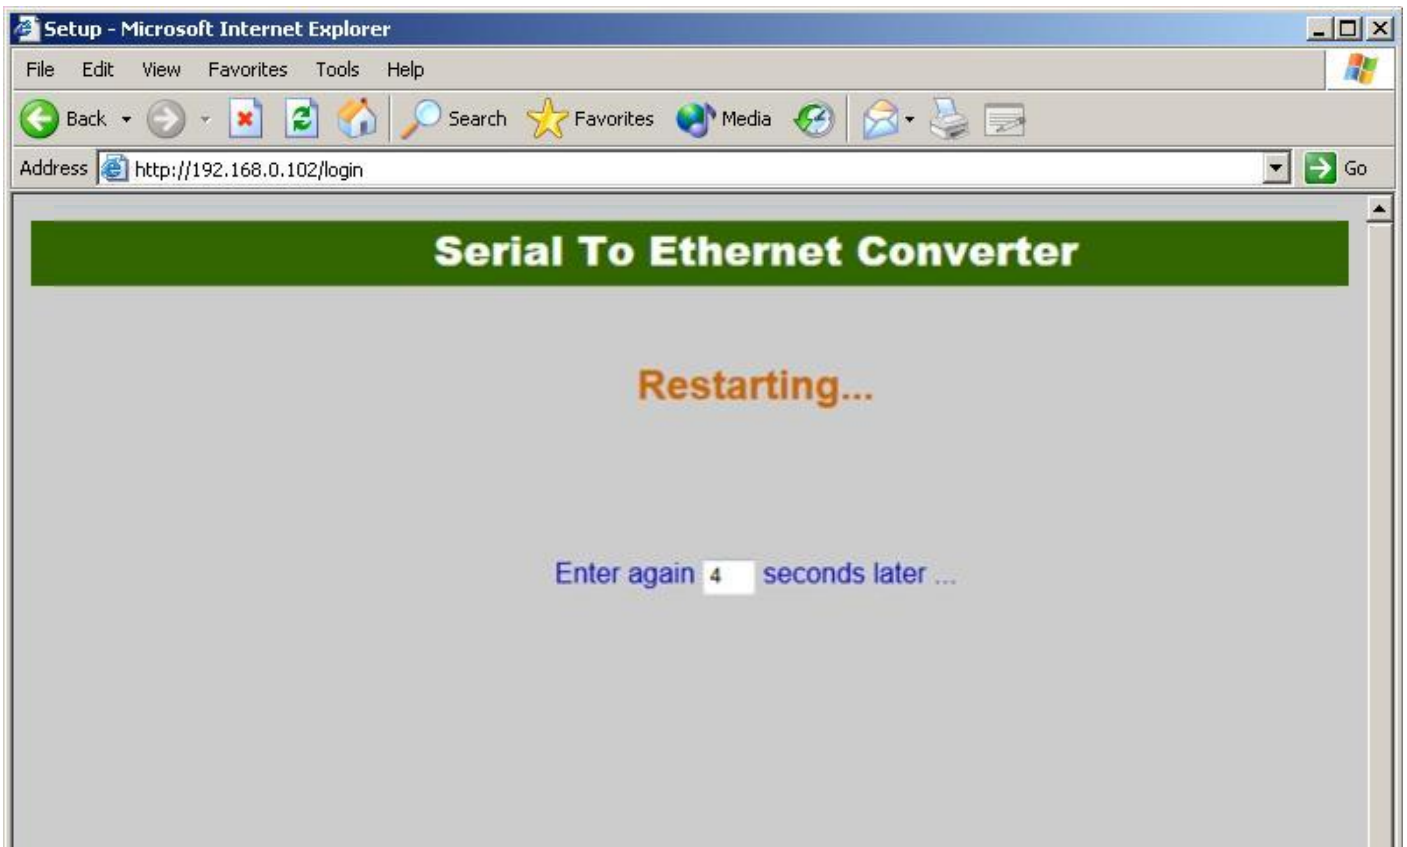 Setup - Microsoft Internet Explorer
File Edit View Favorites Tools Help
Back Search Favorites Media
Address http://192.168.0.102/login Go
Serial To Ethernet Converter
Restarting...
Enter again 4 seconds later ...